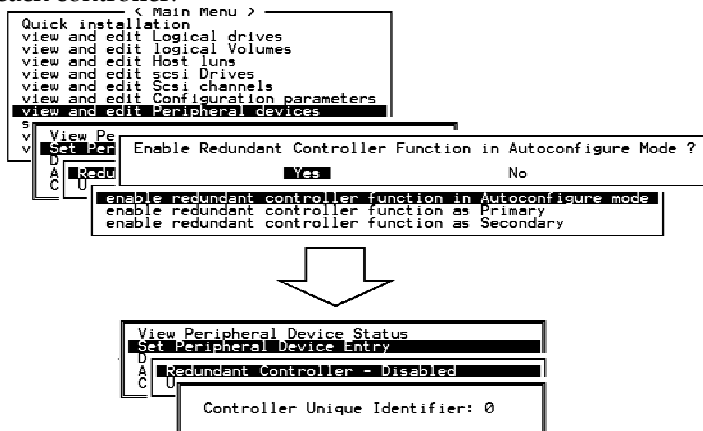 < Main Menu >
Quick installation
view and edit Logical drives
view and edit logical Volumes
view and edit Host luns
view and edit scsi Drives
view and edit Scsi channels
view and edit Configuration parameters
view and edit Peripheral devices
s
v View Pe
v Set Per
D
A Redu
C U
Enable Redundant Controller Function in Autoconfigure Mode ?
Yes No
enable redundant controller function in Autoconfigure mode
enable redundant controller function as Primary
enable redundant controller function as Secondary
View Peripheral Device Status
Set Peripheral Device Entry
D
A Redundant Controller - Disabled
C U
Controller Unique Identifier: 0